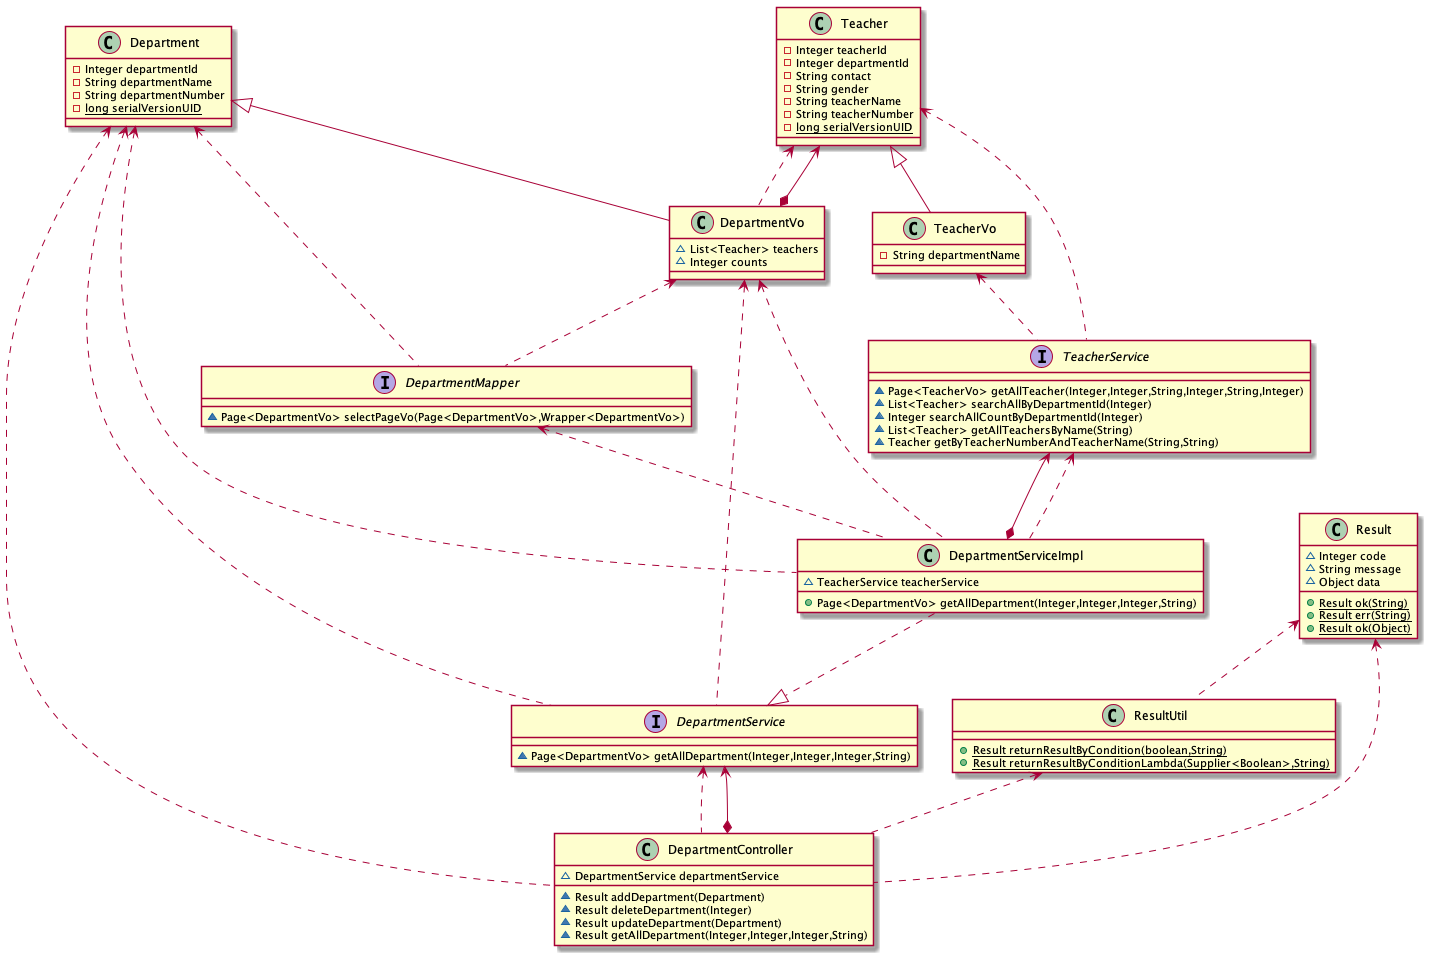 C Department
Integer departmentId
String departmentName
String departmentNumber
long serialVersionUID
C Teacher
Integer teacherId
Integer departmentId
String contact
String gender
String teacherName
String teacherNumber
long serialVersionUID
C DepartmentVo
List<Teacher> teachers
Integer counts
C TeacherVo
String departmentName
I DepartmentMapper
Page<DepartmentVo> selectPageVo(Page<DepartmentVo>,Wrapper<DepartmentVo>)
I TeacherService
Page<TeacherVo> getAllTeacher(Integer,Integer,String,Integer,String,Integer)
List<Teacher> searchAllByDepartmentId(Integer)
Integer searchAllCountByDepartmentId(Integer)
List<Teacher> getAllTeachersByName(String)
Teacher getByTeacherNumberAndTeacherName(String,String)
C DepartmentServiceImpl
TeacherService teacherService
Page<DepartmentVo> getAllDepartment(Integer,Integer,Integer,String)
C Result
Integer code
String message
Object data
Result ok(String)
Result err(String)
Result ok(Object)
I DepartmentService
Page<DepartmentVo> getAllDepartment(Integer,Integer,Integer,String)
C ResultUtil
Result returnResultByCondition(boolean,String)
Result returnResultByConditionLambda(Supplier<Boolean>,String)
C DepartmentController
DepartmentService departmentService
Result addDepartment(Department)
Result deleteDepartment(Integer)
Result updateDepartment(Department)
Result getAllDepartment(Integer,Integer,Integer,String)